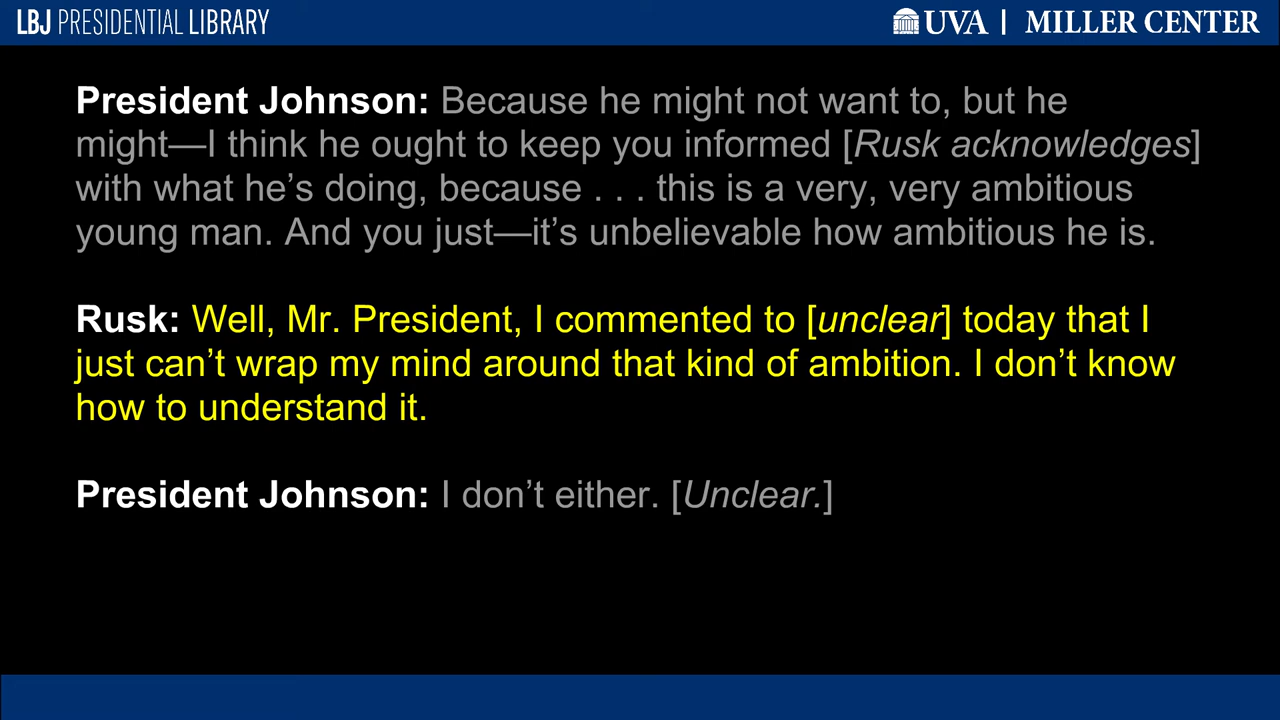 LBJ PRESIDENTIAL LIBRARY
UVA | MILLER CENTER
President Johnson: Because he might not want to, but he
might—I think he ought to keep you informed [Rusk acknowledges]
with what he's doing, because . . . this is a very, very ambitious
young man. And you just—it's unbelievable how ambitious he is.
Rusk: Well, Mr. President, I commented to [unclear] today that I
just can't wrap my mind around that kind of ambition. I don't know
how to understand it.
President Johnson: I don't either. [Unclear.]